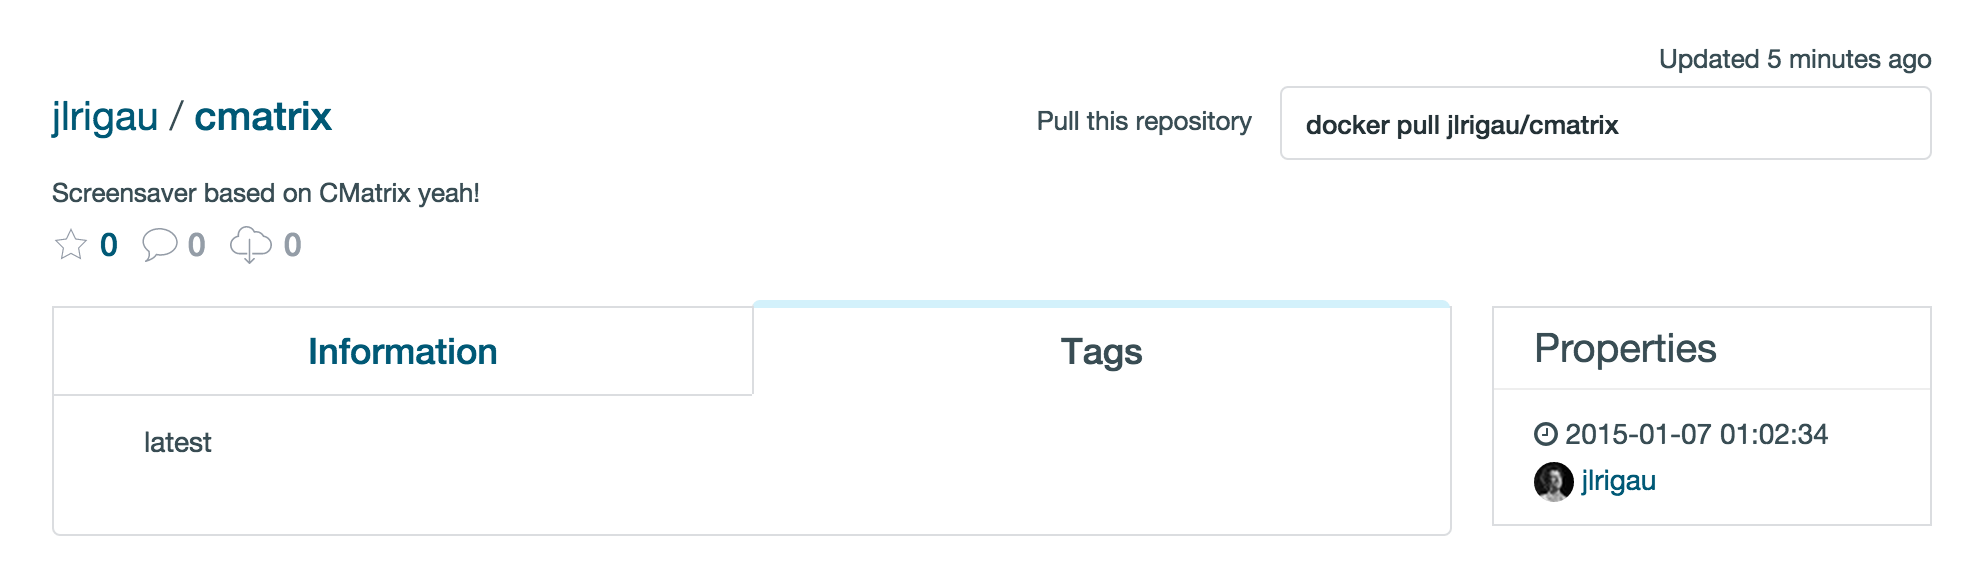 Updated 5 minutes ago
jlrigau / cmatrix
Pull this repository
docker pull jlrigau/cmatrix
Screensaver based on CMatrix yeah!
0 0 0
Information
Tags
latest
Properties
2015-01-07 01:02:34
jlrigau